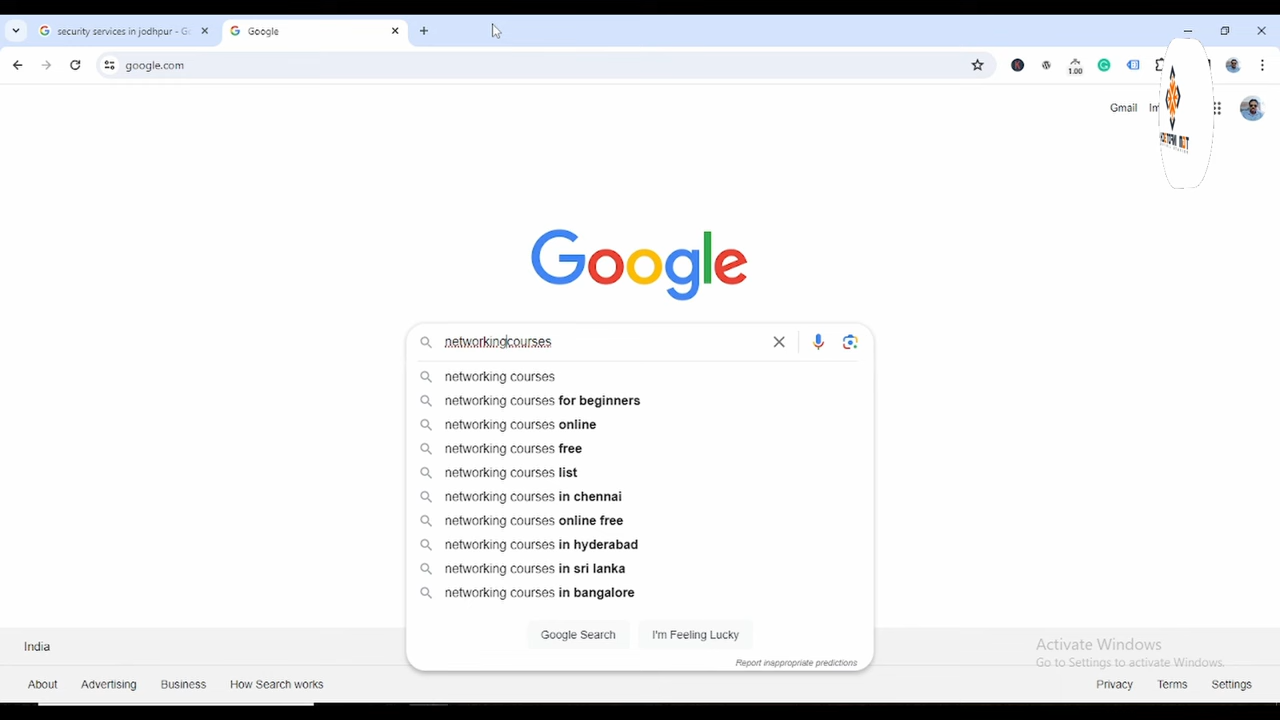 security services in jodhpur - G
Google
google.com
1.00
Gmail
Google
networkingcourses
networking courses
networking courses for beginners
networking courses online
networking courses free
networking courses list
networking courses in chennai
networking courses online free
networking courses in hyderabad
networking courses in sri lanka
networking courses in bangalore
Google Search
I'm Feeling Lucky
Report inappropriate predictions
India
Activate Windows
Go to Settings to activate Windows.
About
Advertising
Business
How Search works
Privacy
Terms
Settings